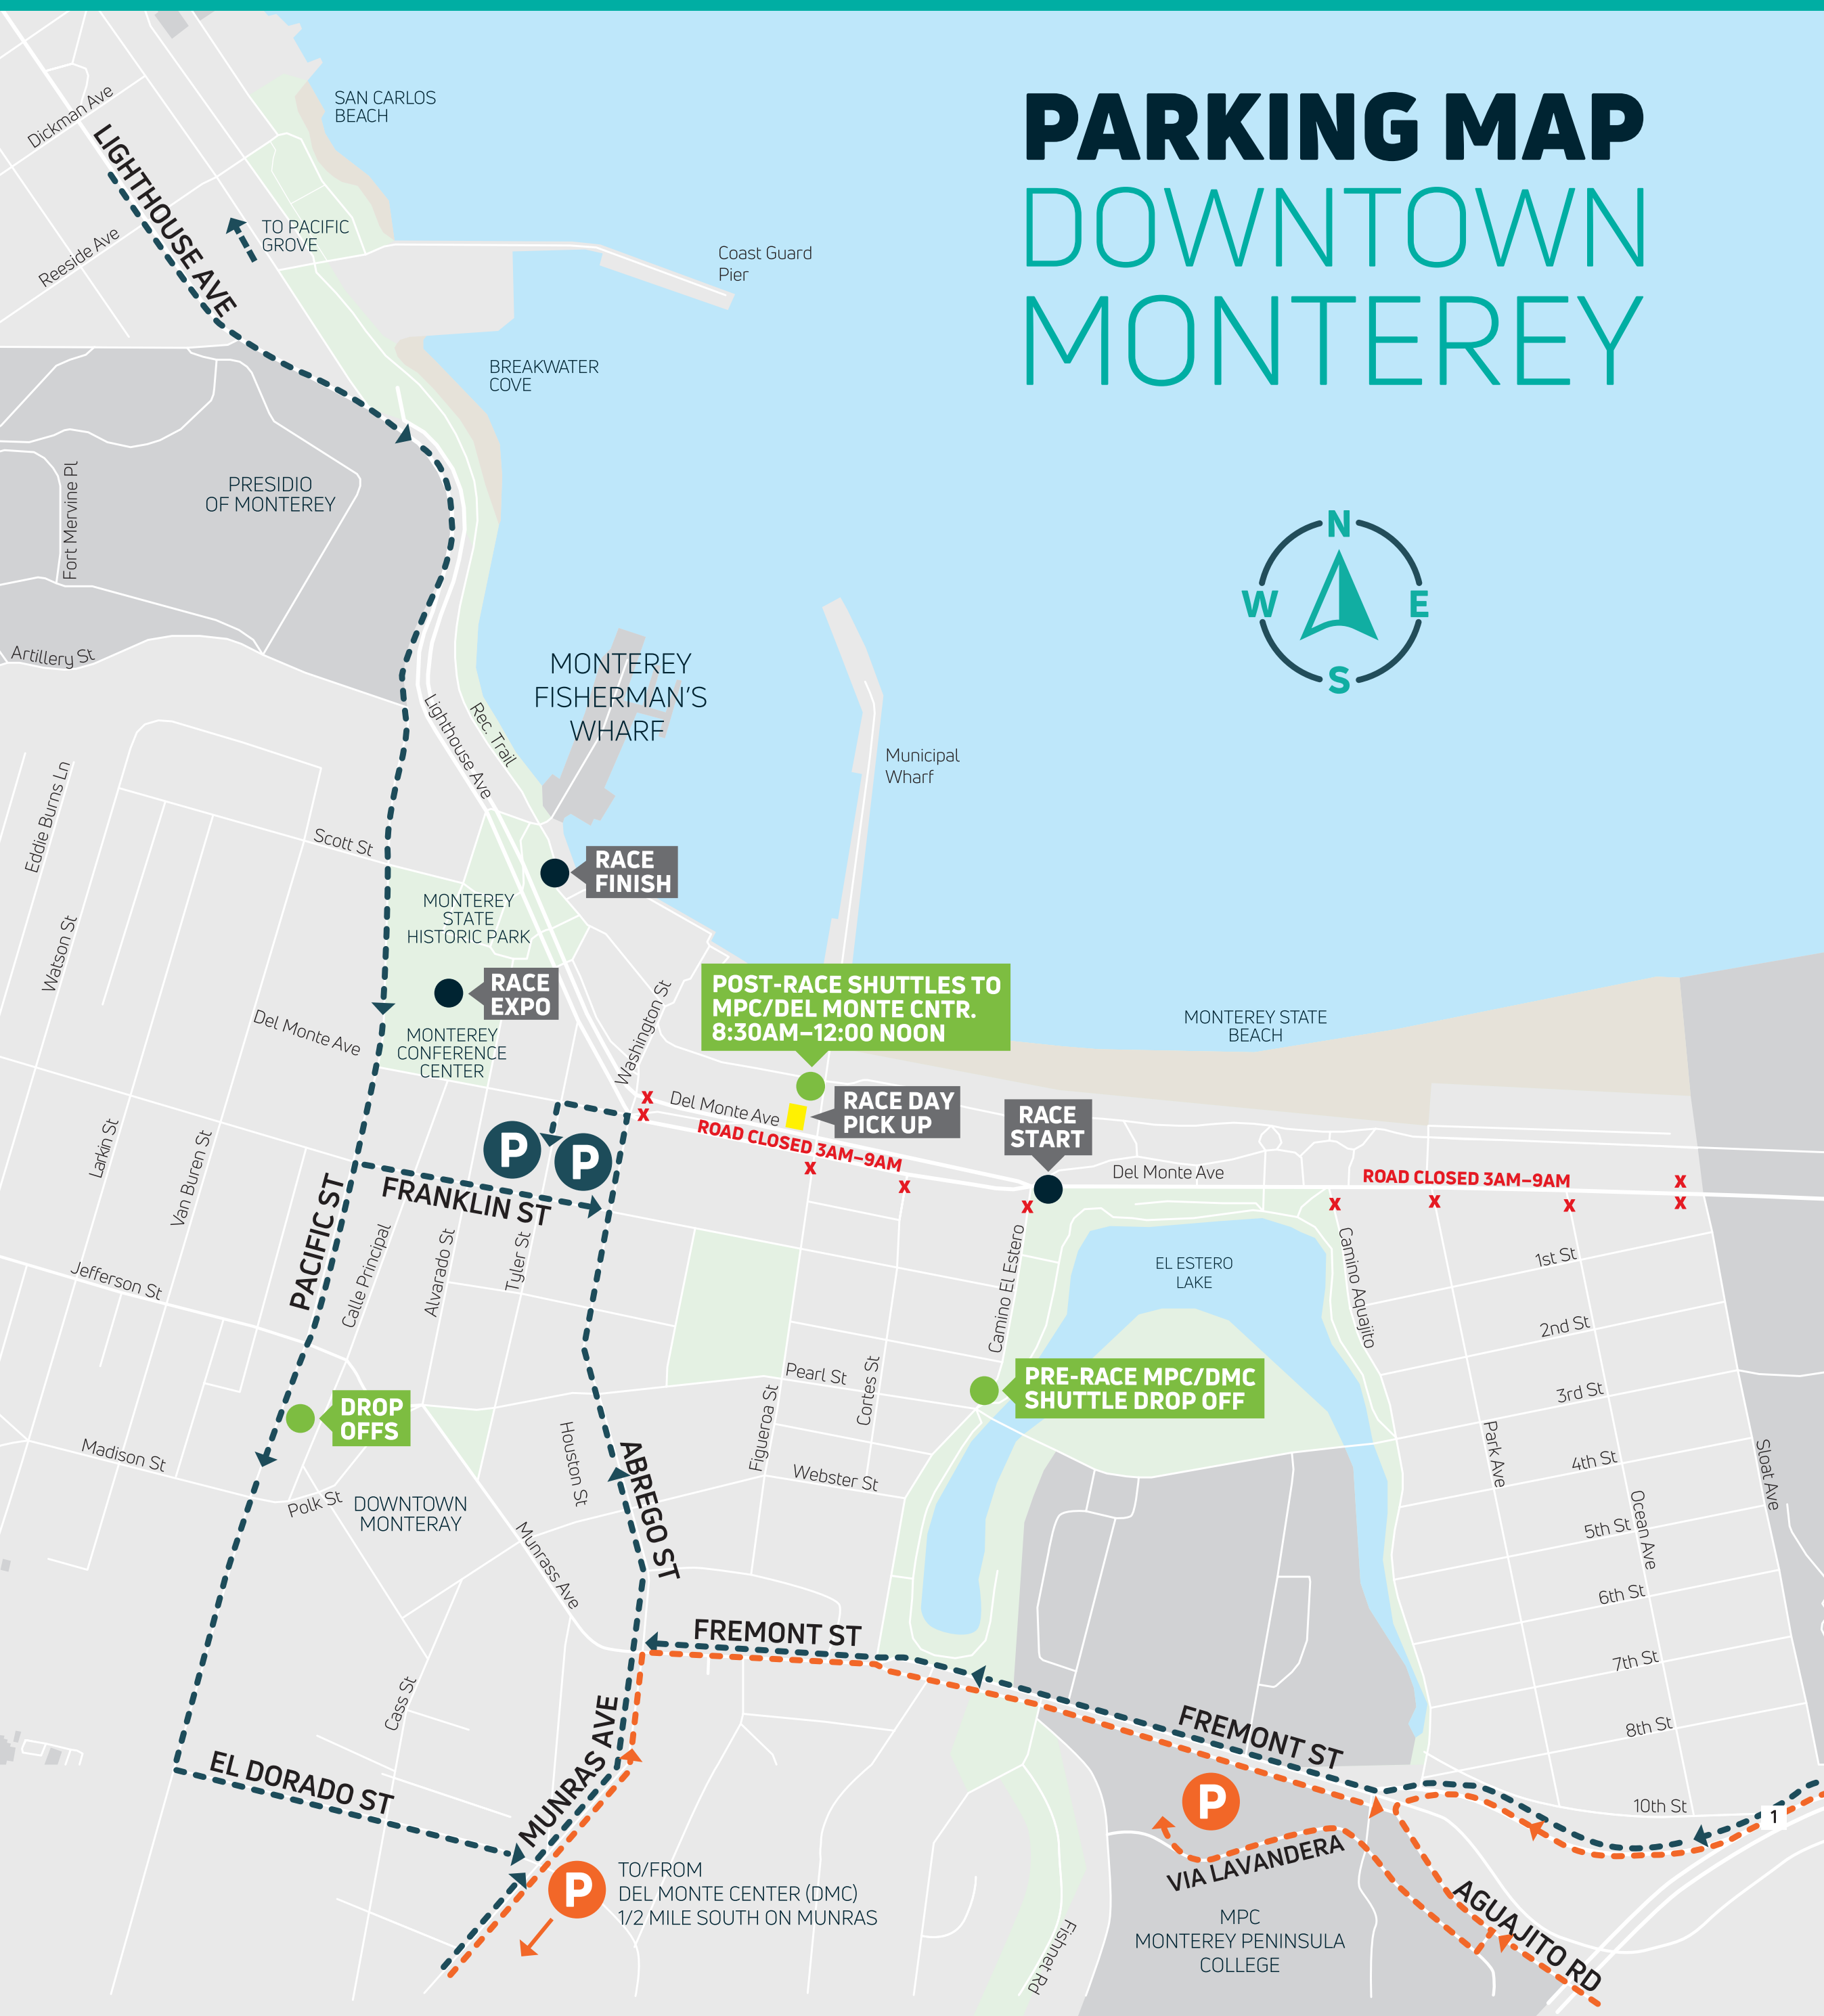 PARKING MAP
DOWNTOWN
MONTEREY
N
W
E
S
SAN CARLOS
BEACH
Dickman Ave
LIGHTHOUSE AVE
TO PACIFIC
GROVE
Reeside Ave
Coast Guard
Pier
BREAKWATER
COVE
PRESIDIO
OF MONTEREY
Fort Mervine Pl
Artillery St
MONTEREY
FISHERMAN'S
WHARF
Rec. Trail
Lighthouse Ave
Municipal
Wharf
Eddie Burns Ln
Scott St
RACE
FINISH
MONTEREY
STATE
HISTORIC PARK
Watson St
RACE
EXPO
Washington St
POST-RACE SHUTTLES TO
MPC/DEL MONTE CNTR.
8:30AM–12:00 NOON
MONTEREY STATE
BEACH
Del Monte Ave
MONTEREY
CONFERENCE
CENTER
X
X
Del Monte Ave
RACE DAY
PICK UP
RACE
START
ROAD CLOSED 3AM–9AM
X
X
X
Del Monte Ave
ROAD CLOSED 3AM–9AM
X
X
X
X
X
P
P
Larkin St
Van Buren St
FRANKLIN ST
PACIFIC ST
Calle Principal
Alvarado St
Tyler St
Jefferson St
Camino El Estero
EL ESTERO
LAKE
Camino Aquajito
1st St
2nd St
3rd St
4th St
5th St
6th St
7th St
8th St
10th St
Park Ave
Ocean Ave
Sloat Ave
Pearl St
Cortes St
Figueroa St
Webster St
PRE-RACE MPC/DMC
SHUTTLE DROP OFF
DROP
OFFS
Madison St
Polk St
DOWNTOWN
MONTERAY
Houston St
ABREGO ST
Munrass Ave
Cass St
FREMONT ST
FREMONT ST
MUNRAS AVE
EL DORADO ST
P
TO/FROM
DEL MONTE CENTER (DMC)
1/2 MILE SOUTH ON MUNRAS
P
VIA LAVANDERA
AGUAJITO RD
1
MPC
MONTEREY PENINSULA
COLLEGE
Fishnet Rd